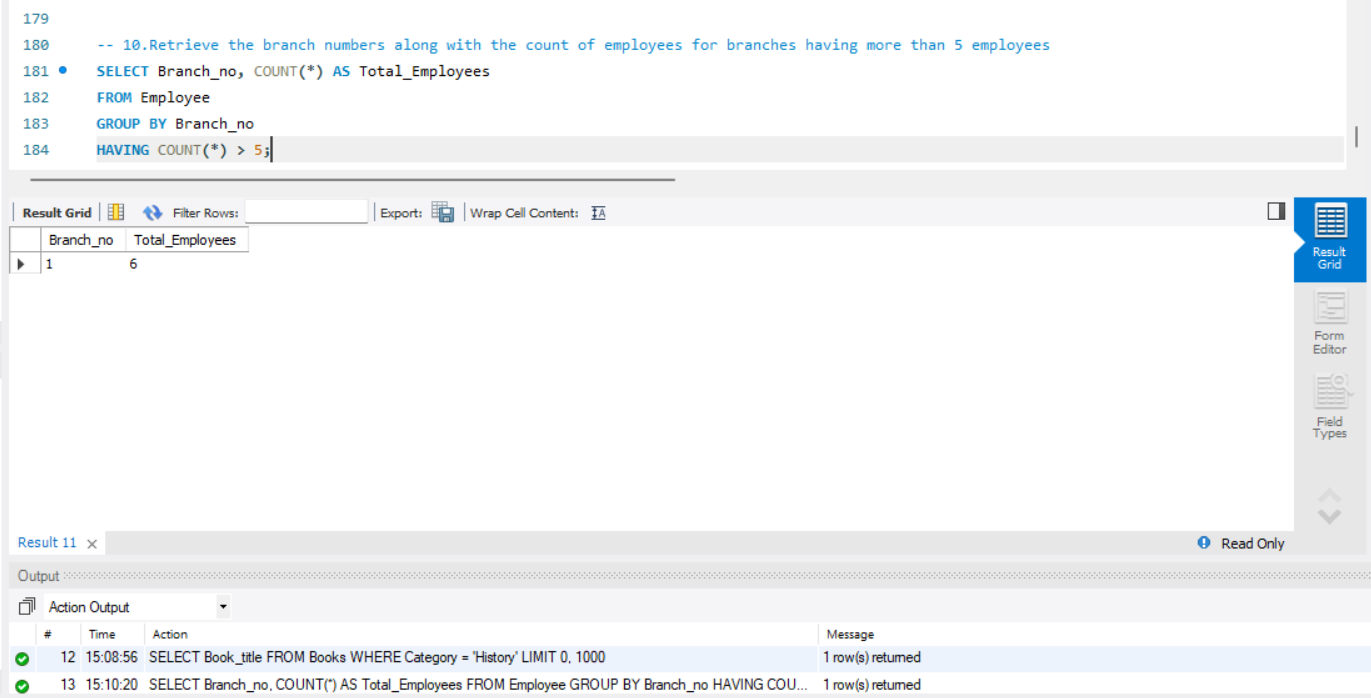 179
180 -- 10.Retrieve the branch numbers along with the count of employees for branches having more than 5 employees
181 SELECT Branch_no, COUNT(*) AS Total_Employees
182 FROM Employee
183 GROUP BY Branch_no
184 HAVING COUNT(*) > 5;
Result Grid Filter Rows: Export: Wrap Cell Content: IA
Branch_no Total_Employees
1 6
Result Grid
Form Editor
Field Types
Result 11 × Read Only
Output
Action Output
# Time Action Message
12 15:08:56 SELECT Book_title FROM Books WHERE Category = 'History' LIMIT 0, 1000 1 row(s) returned
13 15:10:20 SELECT Branch_no, COUNT(*) AS Total_Employees FROM Employee GROUP BY Branch_no HAVING COU... 1 row(s) returned